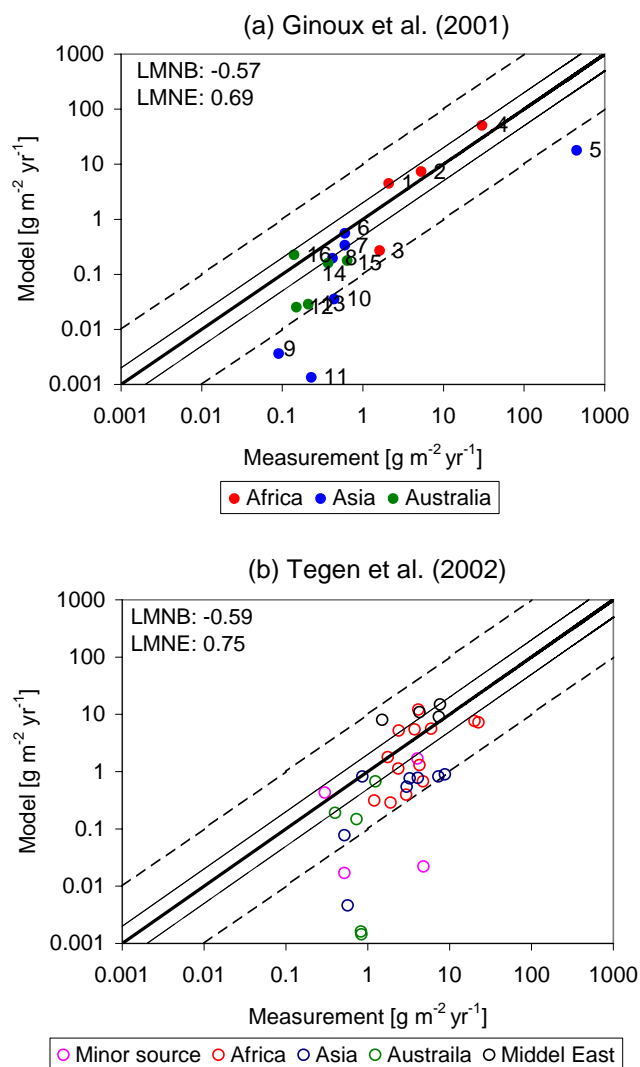 (a) Ginoux et al. (2001)
LMNB: -0.57
LMNE: 0.69
1000
100
10
1
0.1
0.01
0.001
Model [g m-2 yr-1]
4
5
2
1
6
7
3
16
8
15
14
10
12
13
9
11
0.001 0.01 0.1 1 10 100 1000
Measurement [g m-2 yr-1]
Africa Asia Australia
(b) Tegen et al. (2002)
LMNB: -0.59
LMNE: 0.75
1000
100
10
1
0.1
0.01
0.001
Model [g m-2 yr-1]
0.001 0.01 0.1 1 10 100 1000
Measurement [g m-2 yr-1]
Minor source Africa Asia Austraila Middel East